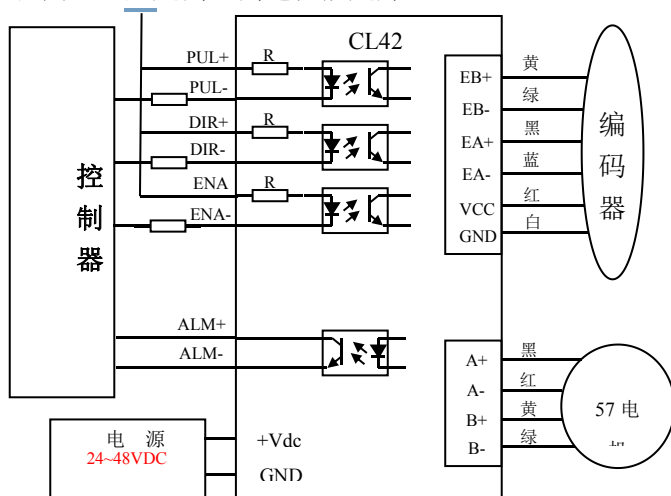 CL42
PUL+
R
PUL-
DIR+
R
DIR-
ENA
R
ENA-
控制器
ALM+
ALM-
电 源
24~48VDC
+Vdc
GND
EB+
黄
EB-
绿
EA+
黑
EA-
蓝
VCC
红
GND
白
编码器
A+
黑
A-
红
B+
黄
B-
绿
57 电